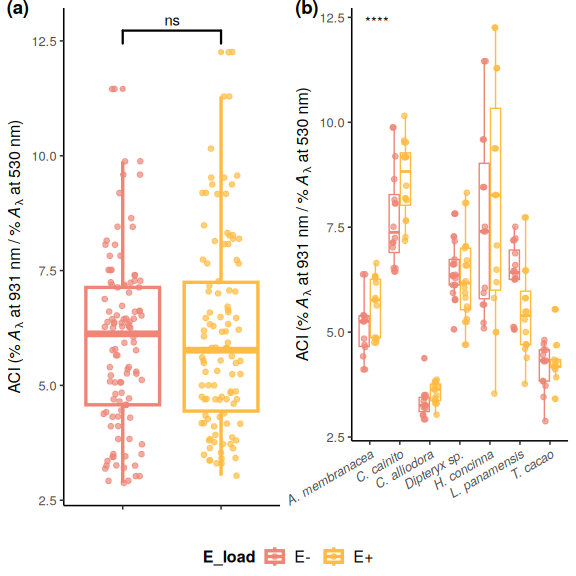 (a)
ns
ACI (% Aλ at 931 nm / % Aλ at 530 nm)
12.5
10.0
7.5
5.0
2.5
(b)
****
ACI (% Aλ at 931 nm / % Aλ at 530 nm)
12.5
10.0
7.5
5.0
2.5
A. membranacea
C. cainito
C. alliodora
Dipteryx sp.
H. concinna
L. panamensis
T. cacao
E_load E- E+